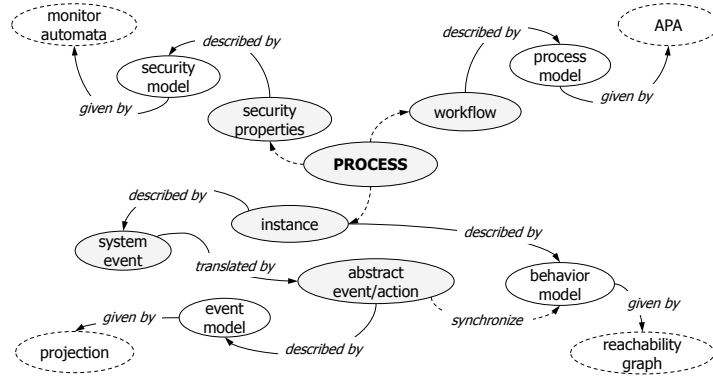 monitor
automata
described by
security
model
given by
security
properties
described by
process
model
APA
given by
workflow
PROCESS
described by
instance
system
event
translated by
described by
abstract
event/action
behavior
model
given by
event
model
given by
synchronize
projection
described by
reachability
graph